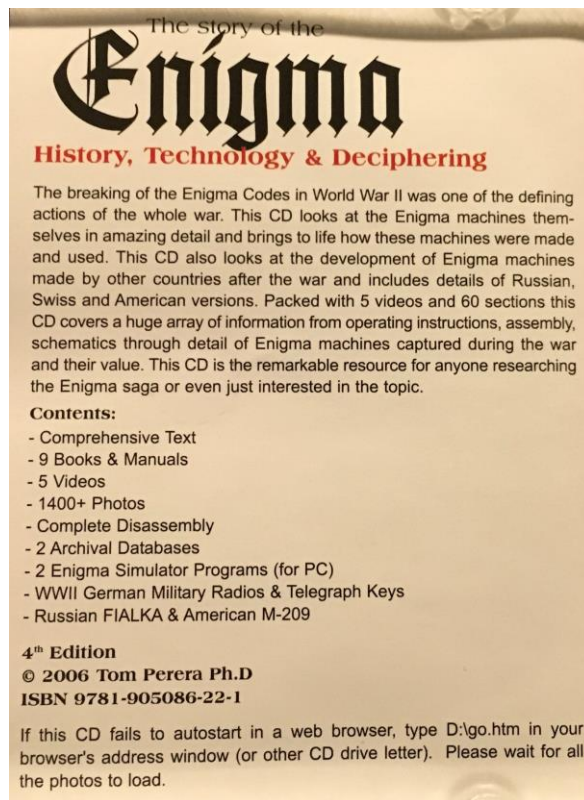 The story of the
Enigma
History, Technology & Deciphering
The breaking of the Enigma Codes in World War II was one of the defining
actions of the whole war. This CD looks at the Enigma machines them-
selves in amazing detail and brings to life how these machines were made
and used. This CD also looks at the development of Enigma machines
made by other countries after the war and includes details of Russian,
Swiss and American versions. Packed with 5 videos and 60 sections this
CD covers a huge array of information from operating instructions, assembly,
schematics through detail of Enigma machines captured during the war
and their value. This CD is the remarkable resource for anyone researching
the Enigma saga or even just interested in the topic.
Contents:
- Comprehensive Text
- 9 Books & Manuals
- 5 Videos
- 1400+ Photos
- Complete Disassembly
- 2 Archival Databases
- 2 Enigma Simulator Programs (for PC)
- WWII German Military Radios & Telegraph Keys
- Russian FIALKA & American M-209
4th Edition
© 2006 Tom Perera Ph.D
ISBN 9781-905086-22-1
If this CD fails to autostart in a web browser, type D:\go.htm in your
browser's address window (or other CD drive letter). Please wait for all
the photos to load.